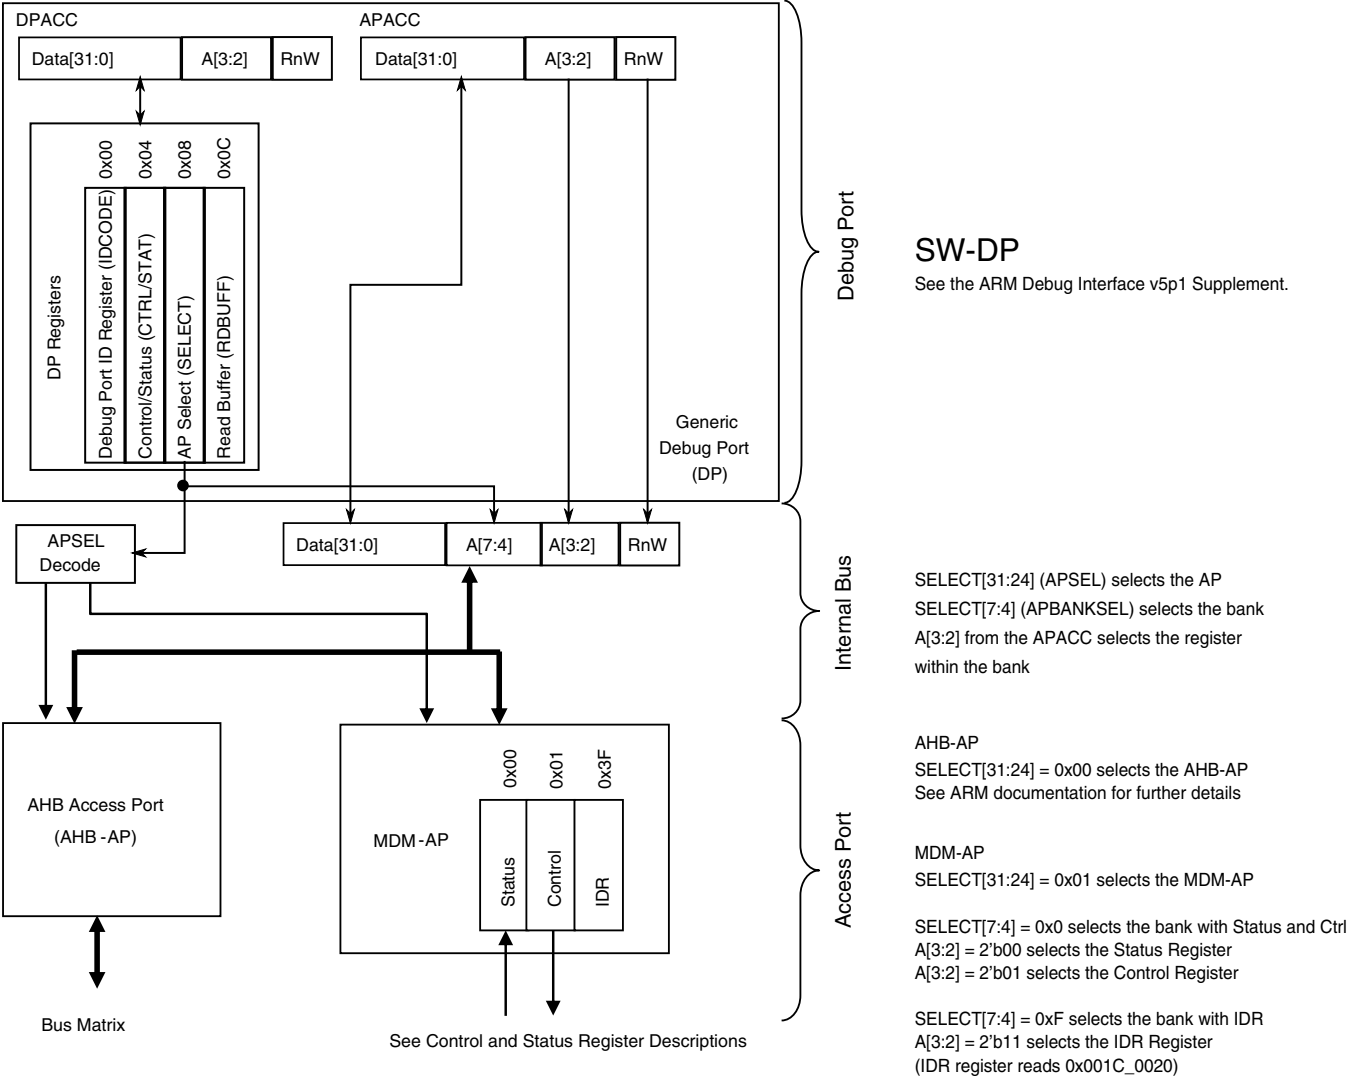 DPACC
APACC
Data[31:0]
A[3:2]
RnW
Data[31:0]
A[3:2]
RnW
0x00
0x04
0x08
0x0C
DP Registers
Debug Port ID Register (IDCODE)
Control/Status (CTRL/STAT)
AP Select (SELECT)
Read Buffer (RDBUFF)
Generic
Debug Port
(DP)
Debug Port
SW-DP
See the ARM Debug Interface v5p1 Supplement.
APSEL
Decode
Data[31:0]
A[7:4]
A[3:2]
RnW
Internal Bus
SELECT[31:24] (APSEL) selects the AP
SELECT[7:4] (APBANKSEL) selects the bank
A[3:2] from the APACC selects the register
within the bank
AHB Access Port
(AHB-AP)
Bus Matrix
MDM-AP
0x00
0x01
0x3F
Status
Control
IDR
See Control and Status Register Descriptions
Access Port
AHB-AP
SELECT[31:24] = 0x00 selects the AHB-AP
See ARM documentation for further details
MDM-AP
SELECT[31:24] = 0x01 selects the MDM-AP
SELECT[7:4] = 0x0 selects the bank with Status and Ctrl
A[3:2] = 2'b00 selects the Status Register
A[3:2] = 2'b01 selects the Control Register
SELECT[7:4] = 0xF selects the bank with IDR
A[3:2] = 2'b11 selects the IDR Register
(IDR register reads 0x001C_0020)